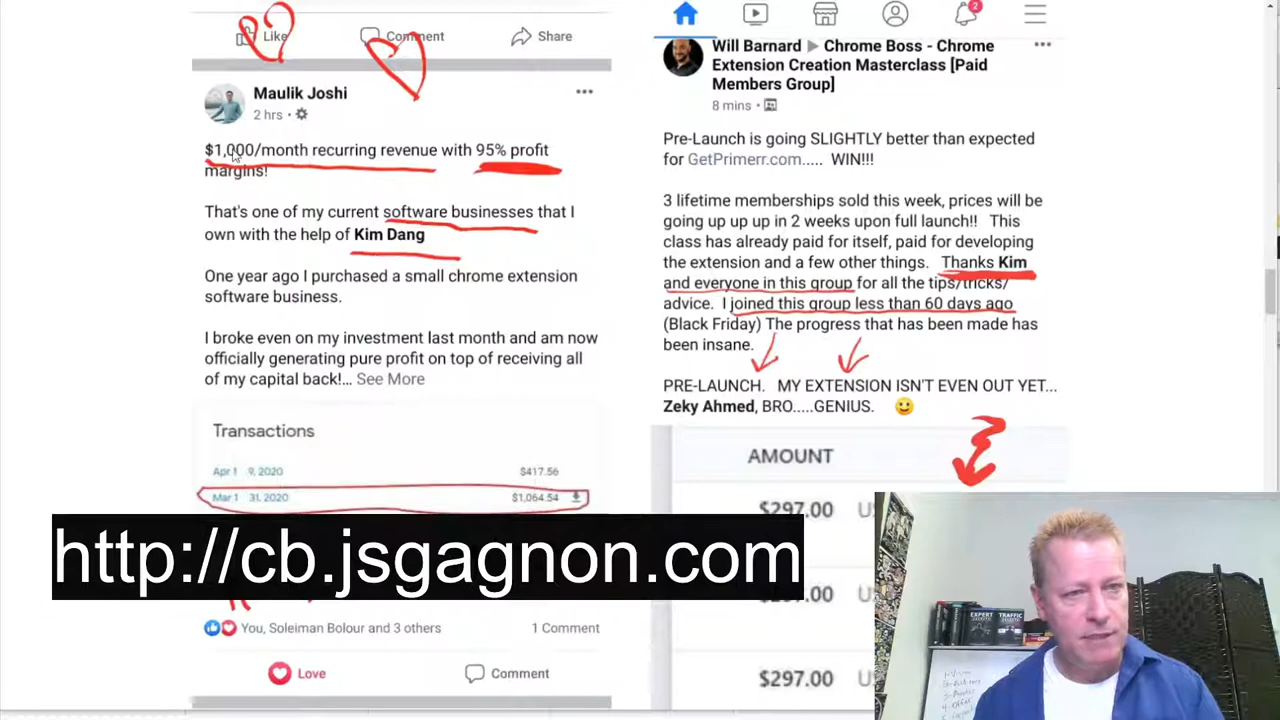 Like
Comment
Share
Maulik Joshi
2 hrs
$1,000/month recurring revenue with 95% profit
margins!
That's one of my current software businesses that I
own with the help of Kim Dang
One year ago I purchased a small chrome extension
software business.
I broke even on my investment last month and am now
officially generating pure profit on top of receiving all
of my capital back!... See More
Transactions
Apr 1 9, 2020 $417.56
Mar 1 31, 2020 $1,064.54
You, Soleiman Bolour and 3 others 1 Comment
Love Comment
2
Will Barnard ▶ Chrome Boss - Chrome
Extension Creation Masterclass [Paid
Members Group]
8 mins
Pre-Launch is going SLIGHTLY better than expected
for GetPrimerr.com..... WIN!!!
3 lifetime memberships sold this week, prices will be
going up up up in 2 weeks upon full launch!! This
class has already paid for itself, paid for developing
the extension and a few other things. Thanks Kim
and everyone in this group for all the tips/tricks/
advice. I joined this group less than 60 days ago
(Black Friday) The progress that has been made has
been insane.
PRE-LAUNCH. MY EXTENSION ISN'T EVEN OUT YET...
Zeky Ahmed, BRO.....GENIUS.
AMOUNT
$297.00
$297.00
http://cb.jsgagnon.com
EXPERT
SECRETS
TRAFFIC